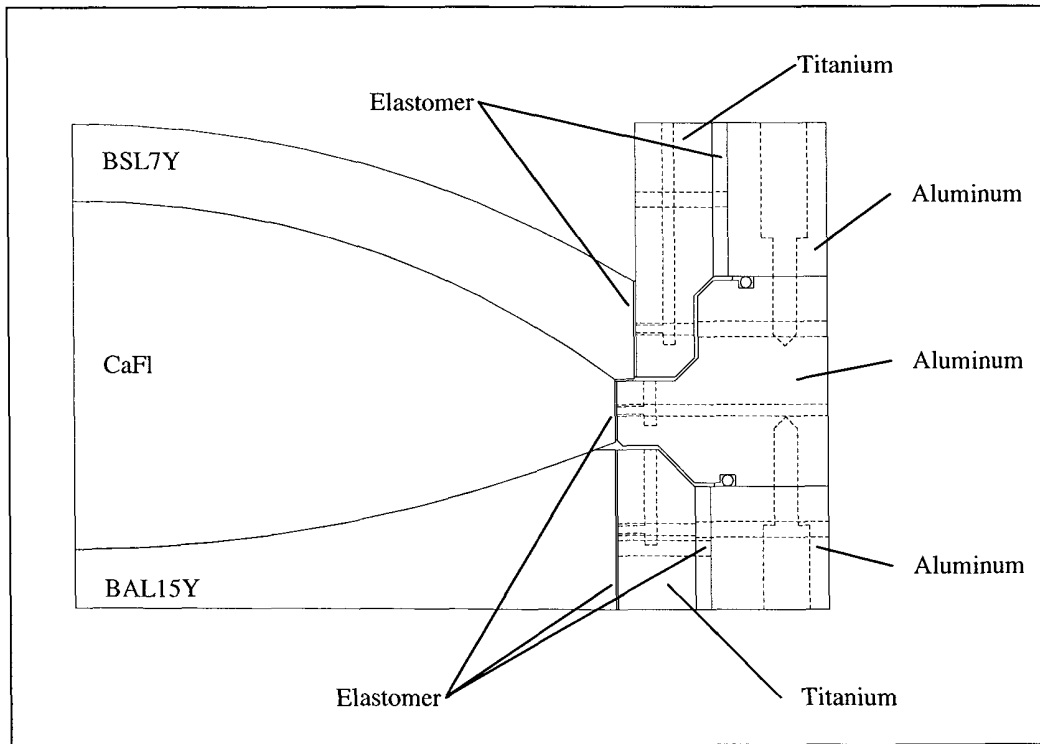 Titanium
Elastomer
BSL7Y
Aluminum
CaFl
Aluminum
Aluminum
BAL15Y
Elastomer
Titanium